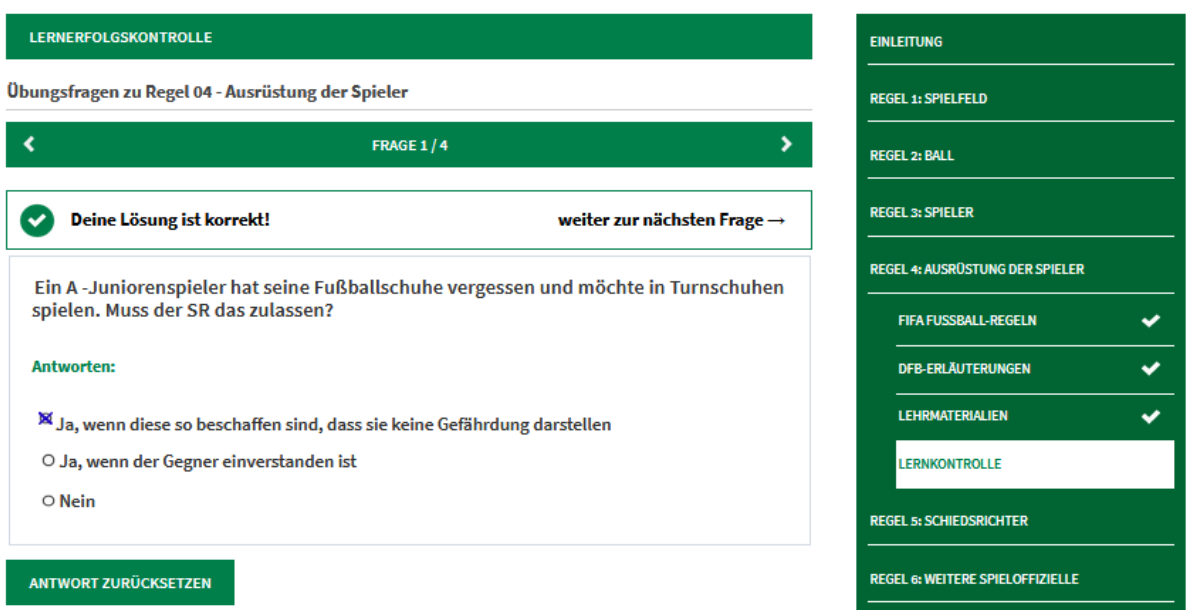 LERNERFOLGSKONTROLLE
Übungsfragen zu Regel 04 - Ausrüstung der Spieler
FRAGE 1 / 4
Deine Lösung ist korrekt!
weiter zur nächsten Frage →
Ein A -Juniorenspieler hat seine Fußballschuhe vergessen und möchte in Turnschuhen
spielen. Muss der SR das zulassen?
Antworten:
Ja, wenn diese so beschaffen sind, dass sie keine Gefährdung darstellen
Ja, wenn der Gegner einverstanden ist
Nein
ANTWORT ZURÜCKSETZEN
EINLEITUNG
REGEL 1: SPIELFELD
REGEL 2: BALL
REGEL 3: SPIELER
REGEL 4: AUSRÜSTUNG DER SPIELER
FIFA FUSSBALL-REGELN
DFB-ERLÄUTERUNGEN
LEHRMATERIALIEN
LERNKONTROLLE
REGEL 5: SCHIEDSRICHTER
REGEL 6: WEITERE SPIELOFFIZIELLE